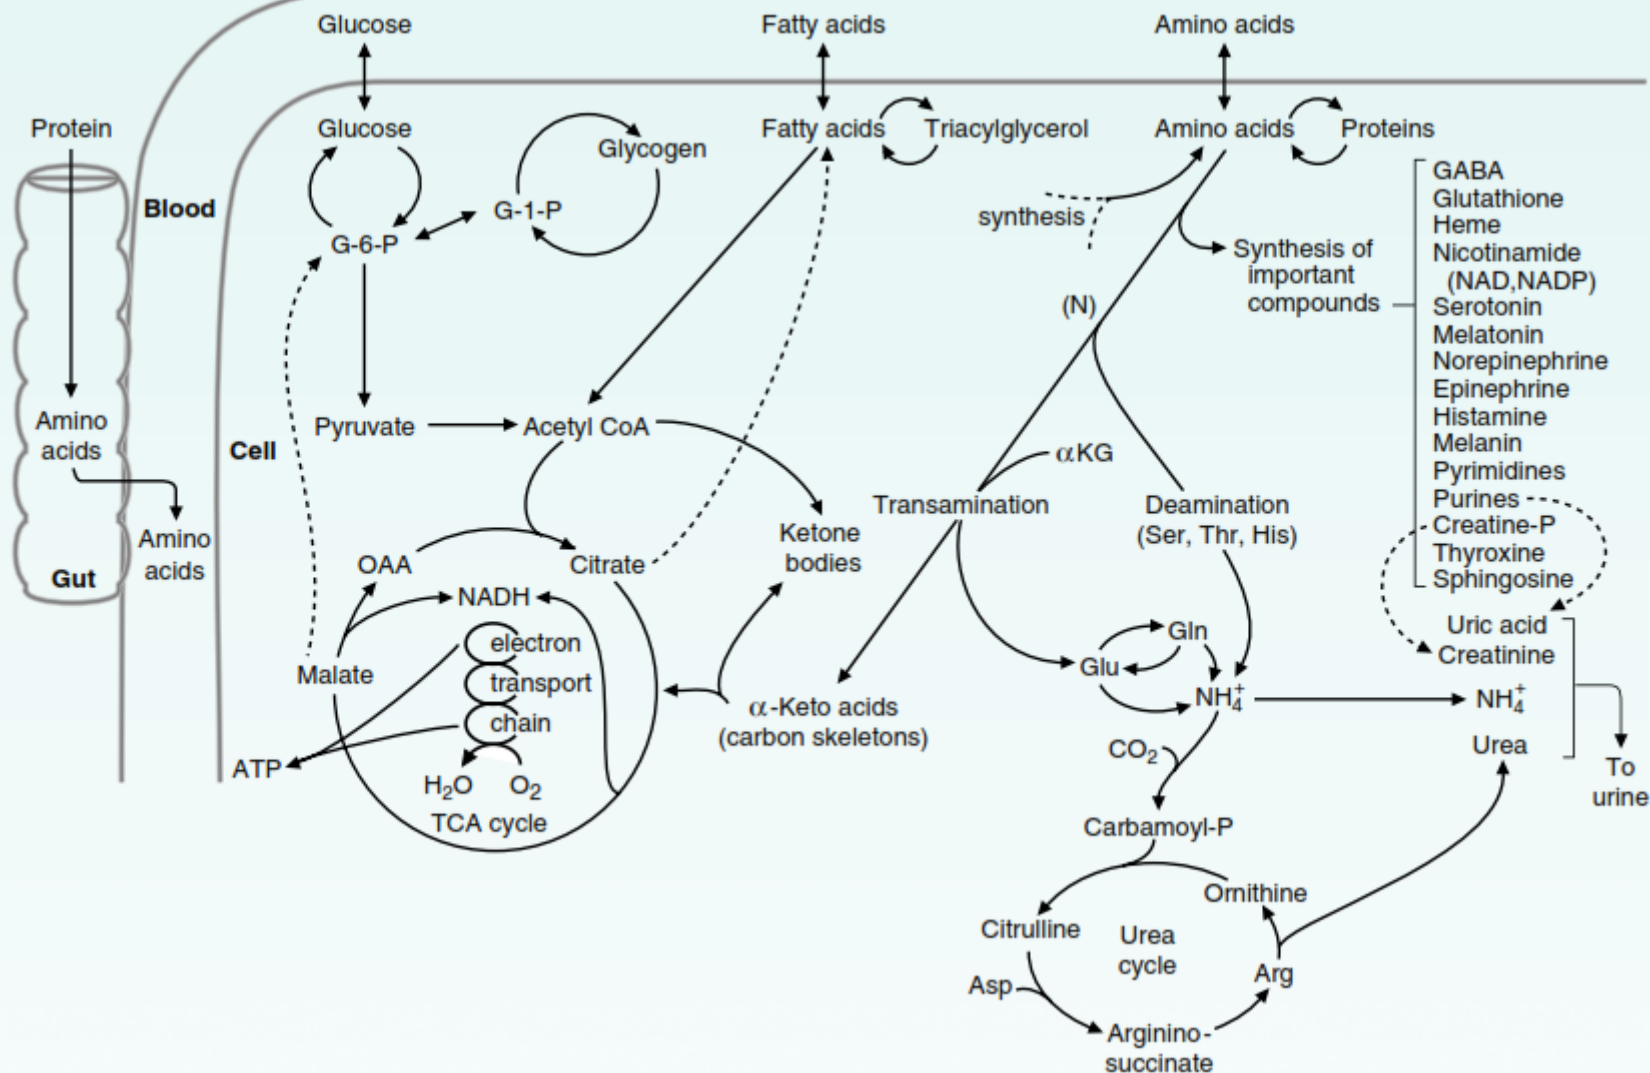 Glucose
Fatty acids
Amino acids
Protein
Glucose
Fatty acids
Triacylglycerol
Amino acids
Proteins
Glycogen
Blood
G-1-P
G-6-P
synthesis
Synthesis of
important
compounds
GABA
Glutathione
Heme
Nicotinamide
(NAD,NADP)
Serotonin
Melatonin
Norepinephrine
Epinephrine
Histamine
Melanin
Pyrimidines
Purines
Creatine-P
Thyroxine
Sphingosine
(N)
Amino
acids
Pyruvate
Acetyl CoA
Cell
αKG
Transamination
Deamination
(Ser, Thr, His)
Amino
acids
Gut
Ketone
bodies
OAA
Citrate
NADH
electron
transport
chain
Malate
ATP
H₂O
O₂
TCA cycle
α-Keto acids
(carbon skeletons)
Gln
Glu
NH₄⁺
Uric acid
Creatinine
NH₄⁺
Urea
To
urine
CO₂
Carbamoyl-P
Ornithine
Citrulline
Urea
cycle
Asp
Arg
Arginino-
succinate